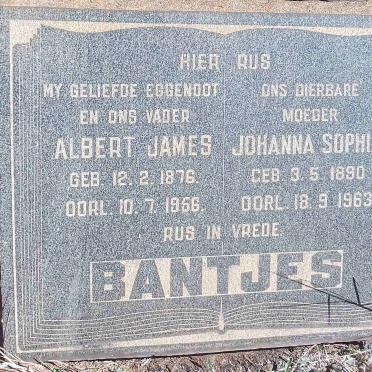 HIER RUS
MY GELIEFDE EGGENOOT
EN ONS VADER
ALBERT JAMES
GEB. 12. 2. 1876.
OORL. 10. 7. 1956.
ONS DIERBARE
MOEDER
JOHANNA SOPHI
GEB. 3. 5. 1890
OORL. 18. 9. 1963
RUS IN VREDE.
BANTJES